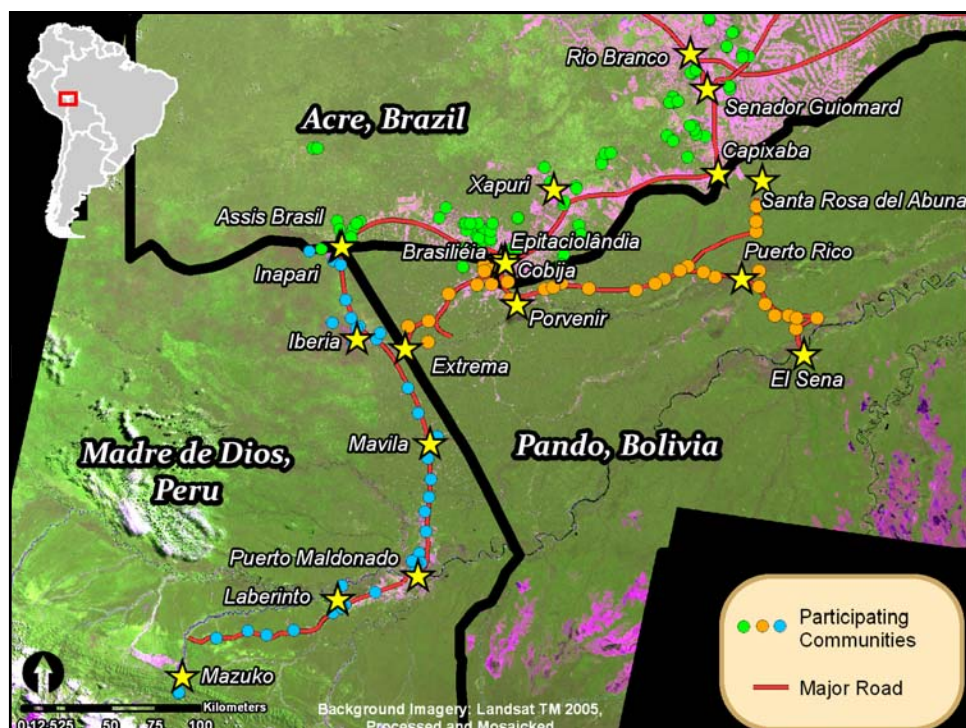 Rio Branco
Acre, Brazil
Senador Guiomard
Capixaba
Xapuri
Santa Rosa del Abuna
Assis Brasil
Epitaciolândia
Brasiliéia
Inapari
Cobija
Puerto Rico
Porvenir
Iberia
Extrema
El Sena
Mavila
Madre de Dios,
Peru
Pando, Bolivia
Puerto Maldonado
Laberinto
Mazuko
Participating
Communities
Major Road
Kilometers
0 12.525 50 75 100
Background Imagery: Landsat TM 2005,
Processed and Mosaicked